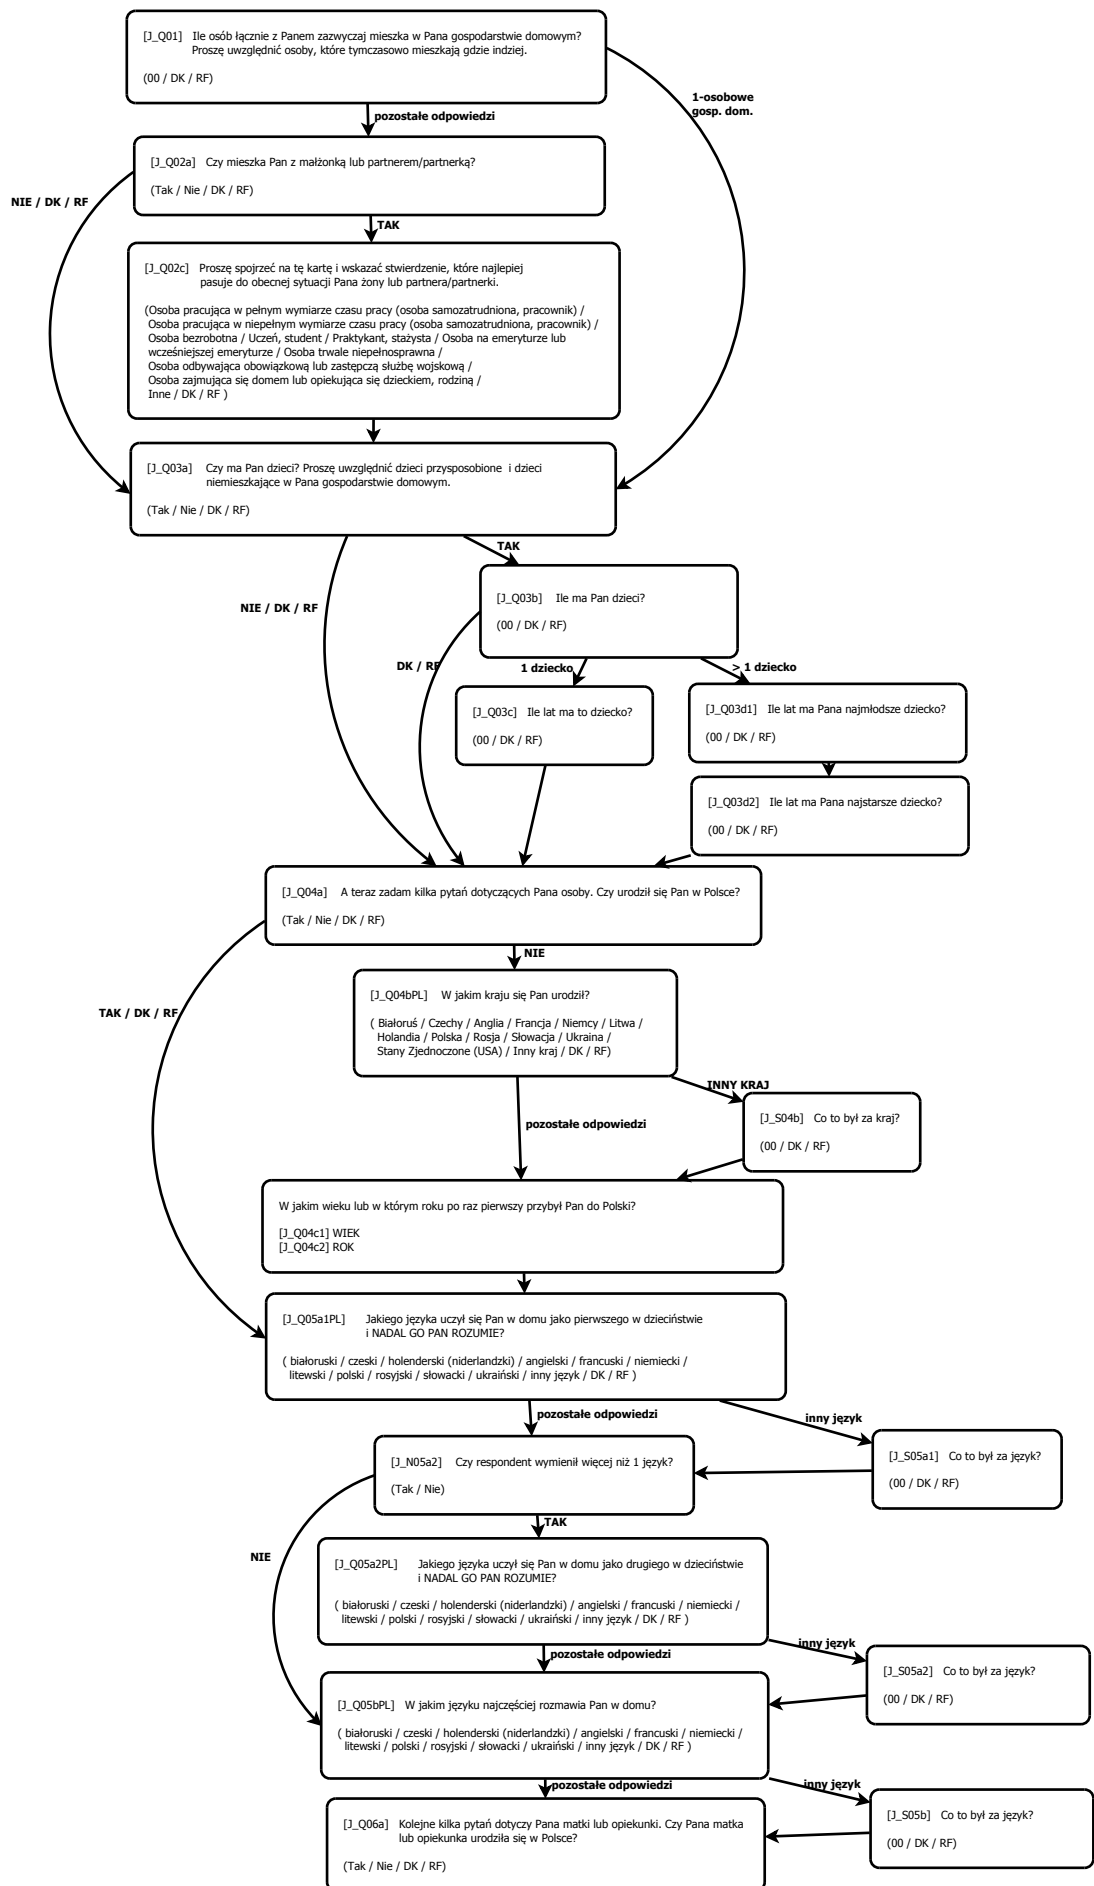 [J_Q01] Ile osób łącznie z Panem zazwyczaj mieszka w Pana gospodarstwie domowym?
Proszę uwzględnić osoby, które tymczasowo mieszkają gdzie indziej.
(00 / DK / RF)
1-osobowe
gosp. dom.
pozostałe odpowiedzi
[J_Q02a] Czy mieszka Pan z małżonką lub partnerem/partnerką?
(Tak / Nie / DK / RF)
NIE / DK / RF
TAK
[J_Q02c] Proszę spojrzeć na tę kartę i wskazać stwierdzenie, które najlepiej
pasuje do obecnej sytuacji Pana żony lub partnera/partnerki.
(Osoba pracująca w pełnym wymiarze czasu pracy (osoba samozatrudniona, pracownik) /
Osoba pracująca w niepełnym wymiarze czasu pracy (osoba samozatrudniona, pracownik) /
Osoba bezrobotna / Uczeń, student / Praktykant, stażysta / Osoba na emeryturze lub
wcześniejszej emeryturze / Osoba trwale niepełnosprawna /
Osoba odbywająca obowiązkową lub zastępczą służbę wojskową /
Osoba zajmująca się domem lub opiekująca się dzieckiem, rodziną /
Inne / DK / RF )
[J_Q03a] Czy ma Pan dzieci? Proszę uwzględnić dzieci przysposobione i dzieci
niemieszkające w Pana gospodarstwie domowym.
(Tak / Nie / DK / RF)
TAK
NIE / DK / RF
[J_Q03b] Ile ma Pan dzieci?
(00 / DK / RF)
DK / RF
1 dziecko
> 1 dziecko
[J_Q03c] Ile lat ma to dziecko?
(00 / DK / RF)
[J_Q03d1] Ile lat ma Pana najmłodsze dziecko?
(00 / DK / RF)
[J_Q03d2] Ile lat ma Pana najstarsze dziecko?
(00 / DK / RF)
[J_Q04a] A teraz zadam kilka pytań dotyczących Pana osoby. Czy urodził się Pan w Polsce?
(Tak / Nie / DK / RF)
NIE
TAK / DK / RF
[J_Q04bPL] W jakim kraju się Pan urodził?
( Białoruś / Czechy / Anglia / Francja / Niemcy / Litwa /
Holandia / Polska / Rosja / Słowacja / Ukraina /
Stany Zjednoczone (USA) / Inny kraj / DK / RF)
INNY KRAJ
pozostałe odpowiedzi
[J_S04b] Co to był za kraj?
(00 / DK / RF)
W jakim wieku lub w którym roku po raz pierwszy przybył Pan do Polski?
[J_Q04c1] WIEK
[J_Q04c2] ROK
[J_Q05a1PL] Jakiego języka uczył się Pan w domu jako pierwszego w dzieciństwie
i NADAL GO PAN ROZUMIE?
( białoruski / czeski / holenderski (niderlandzki) / angielski / francuski / niemiecki /
litewski / polski / rosyjski / słowacki / ukraiński / inny język / DK / RF )
pozostałe odpowiedzi
inny język
[J_S05a1] Co to był za język?
(00 / DK / RF)
[J_N05a2] Czy respondent wymienił więcej niż 1 język?
(Tak / Nie)
NIE
TAK
[J_Q05a2PL] Jakiego języka uczył się Pan w domu jako drugiego w dzieciństwie
i NADAL GO PAN ROZUMIE?
( białoruski / czeski / holenderski (niderlandzki) / angielski / francuski / niemiecki /
litewski / polski / rosyjski / słowacki / ukraiński / inny język / DK / RF )
pozostałe odpowiedzi
inny język
[J_S05a2] Co to był za język?
(00 / DK / RF)
[J_Q05bPL] W jakim języku najczęściej rozmawia Pan w domu?
( białoruski / czeski / holenderski (niderlandzki) / angielski / francuski / niemiecki /
litewski / polski / rosyjski / słowacki / ukraiński / inny język / DK / RF )
pozostałe odpowiedzi
inny język
[J_S05b] Co to był za język?
(00 / DK / RF)
[J_Q06a] Kolejne kilka pytań dotyczy Pana matki lub opiekunki. Czy Pana matka
lub opiekunka urodziła się w Polsce?
(Tak / Nie / DK / RF)